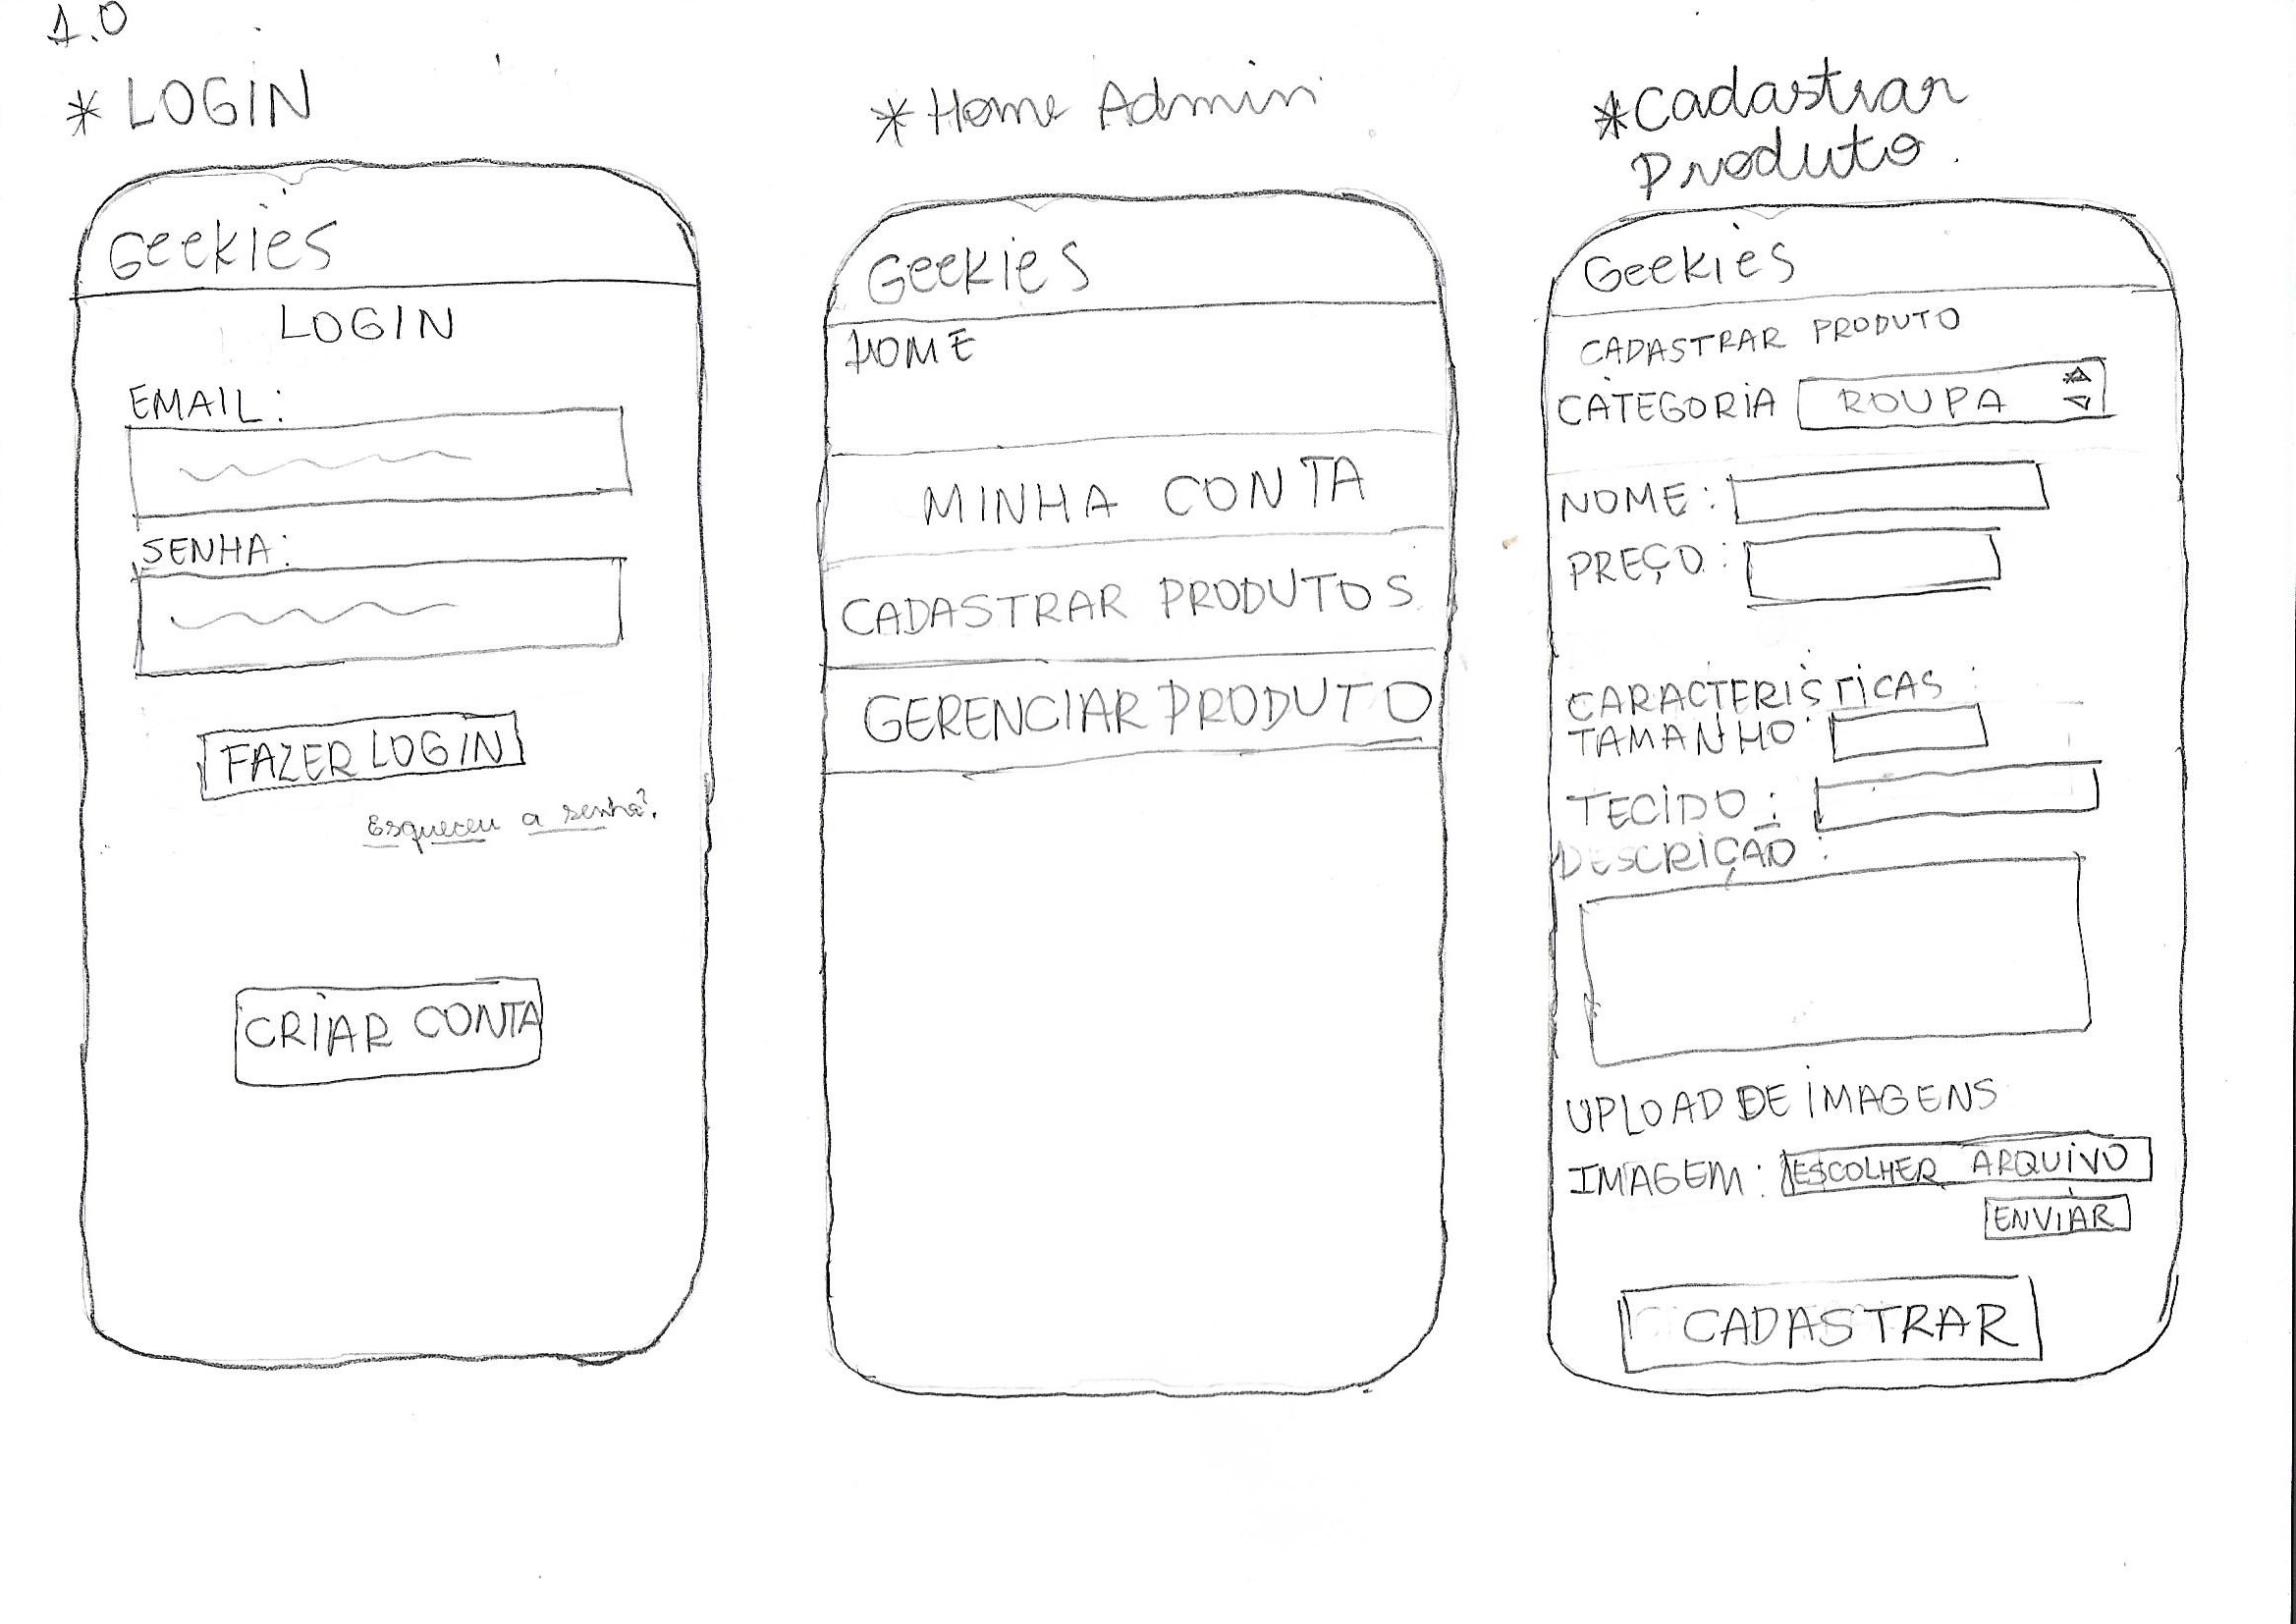 1.0
* LOGIN
Geekies
LOGIN
EMAIL:
SENHA:
FAZER LOGIN
Esqueceu a senha?
CRIAR CONTA
* Home Admin
Geekies
HOME
MINHA CONTA
CADASTRAR PRODUTOS
GERENCIAR PRODUTO
* Cadastrar
Produto.
Geekies
CADASTRAR PRODUTO
CATEGORIA ROUPA
NOME:
PREÇO:
CARACTERISTICAS:
TAMANHO:
TECIDO:
DESCRIÇÃO:
UPLOAD DE IMAGENS
IMAGEM: ESCOLHER ARQUIVO
ENVIAR
CADASTRAR